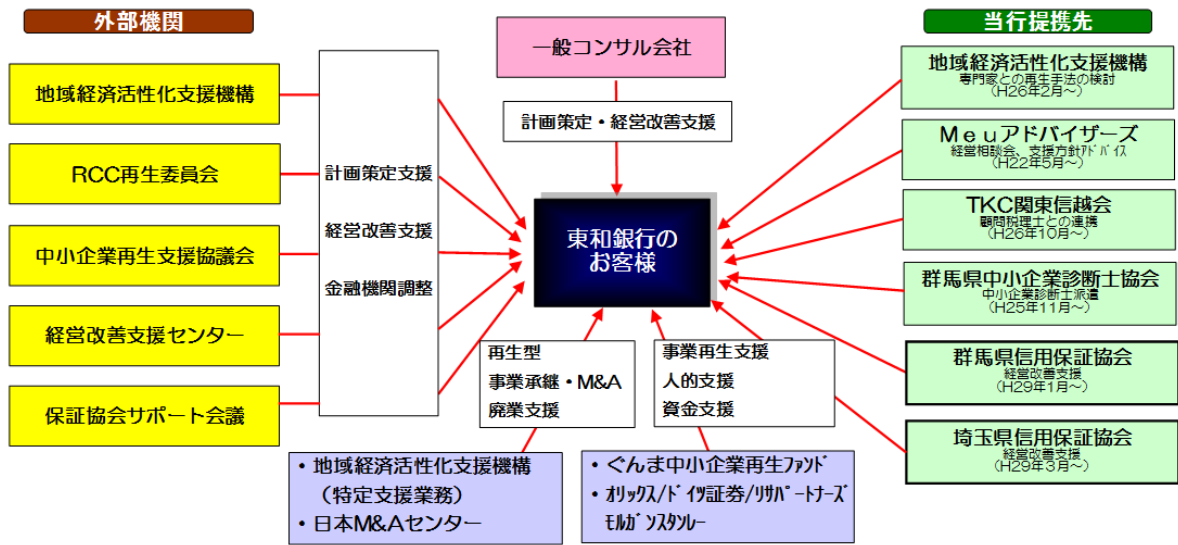 外部機関
地域経済活性化支援機構
RCC再生委員会
中小企業再生支援協議会
経営改善支援センター
保証協会サポート会議
計画策定支援
経営改善支援
金融機関調整
一般コンサル会社
計画策定・経営改善支援
東和銀行の
お客様
再生型
事業承継・M&A
廃業支援
事業再生支援
人的支援
資金支援
・地域経済活性化支援機構
（特定支援業務）
・日本M&Aセンター
・ぐんま中小企業再生ﾌｧﾝﾄﾞ
・ｵﾘｯｸｽ/ﾄﾞｲﾂ証券/ﾘｻﾊﾟｰﾄﾅｰｽﾞ
ﾓﾙｶﾞﾝｽﾀﾝﾚｰ
当行提携先
地域経済活性化支援機構
専門家との再生手法の検討
（H26年2月～）
Ｍｅｕアドバイザーズ
経営相談会、支援方針ｱﾄﾞﾊﾞｲｽ
（H22年5月～）
TKC関東信越会
顧問税理士との連携
（H26年10月～）
群馬県中小企業診断士協会
中小企業診断士派遣
（H25年11月～）
群馬県信用保証協会
経営改善支援
（H29年1月～）
埼玉県信用保証協会
経営改善支援
（H29年3月～）